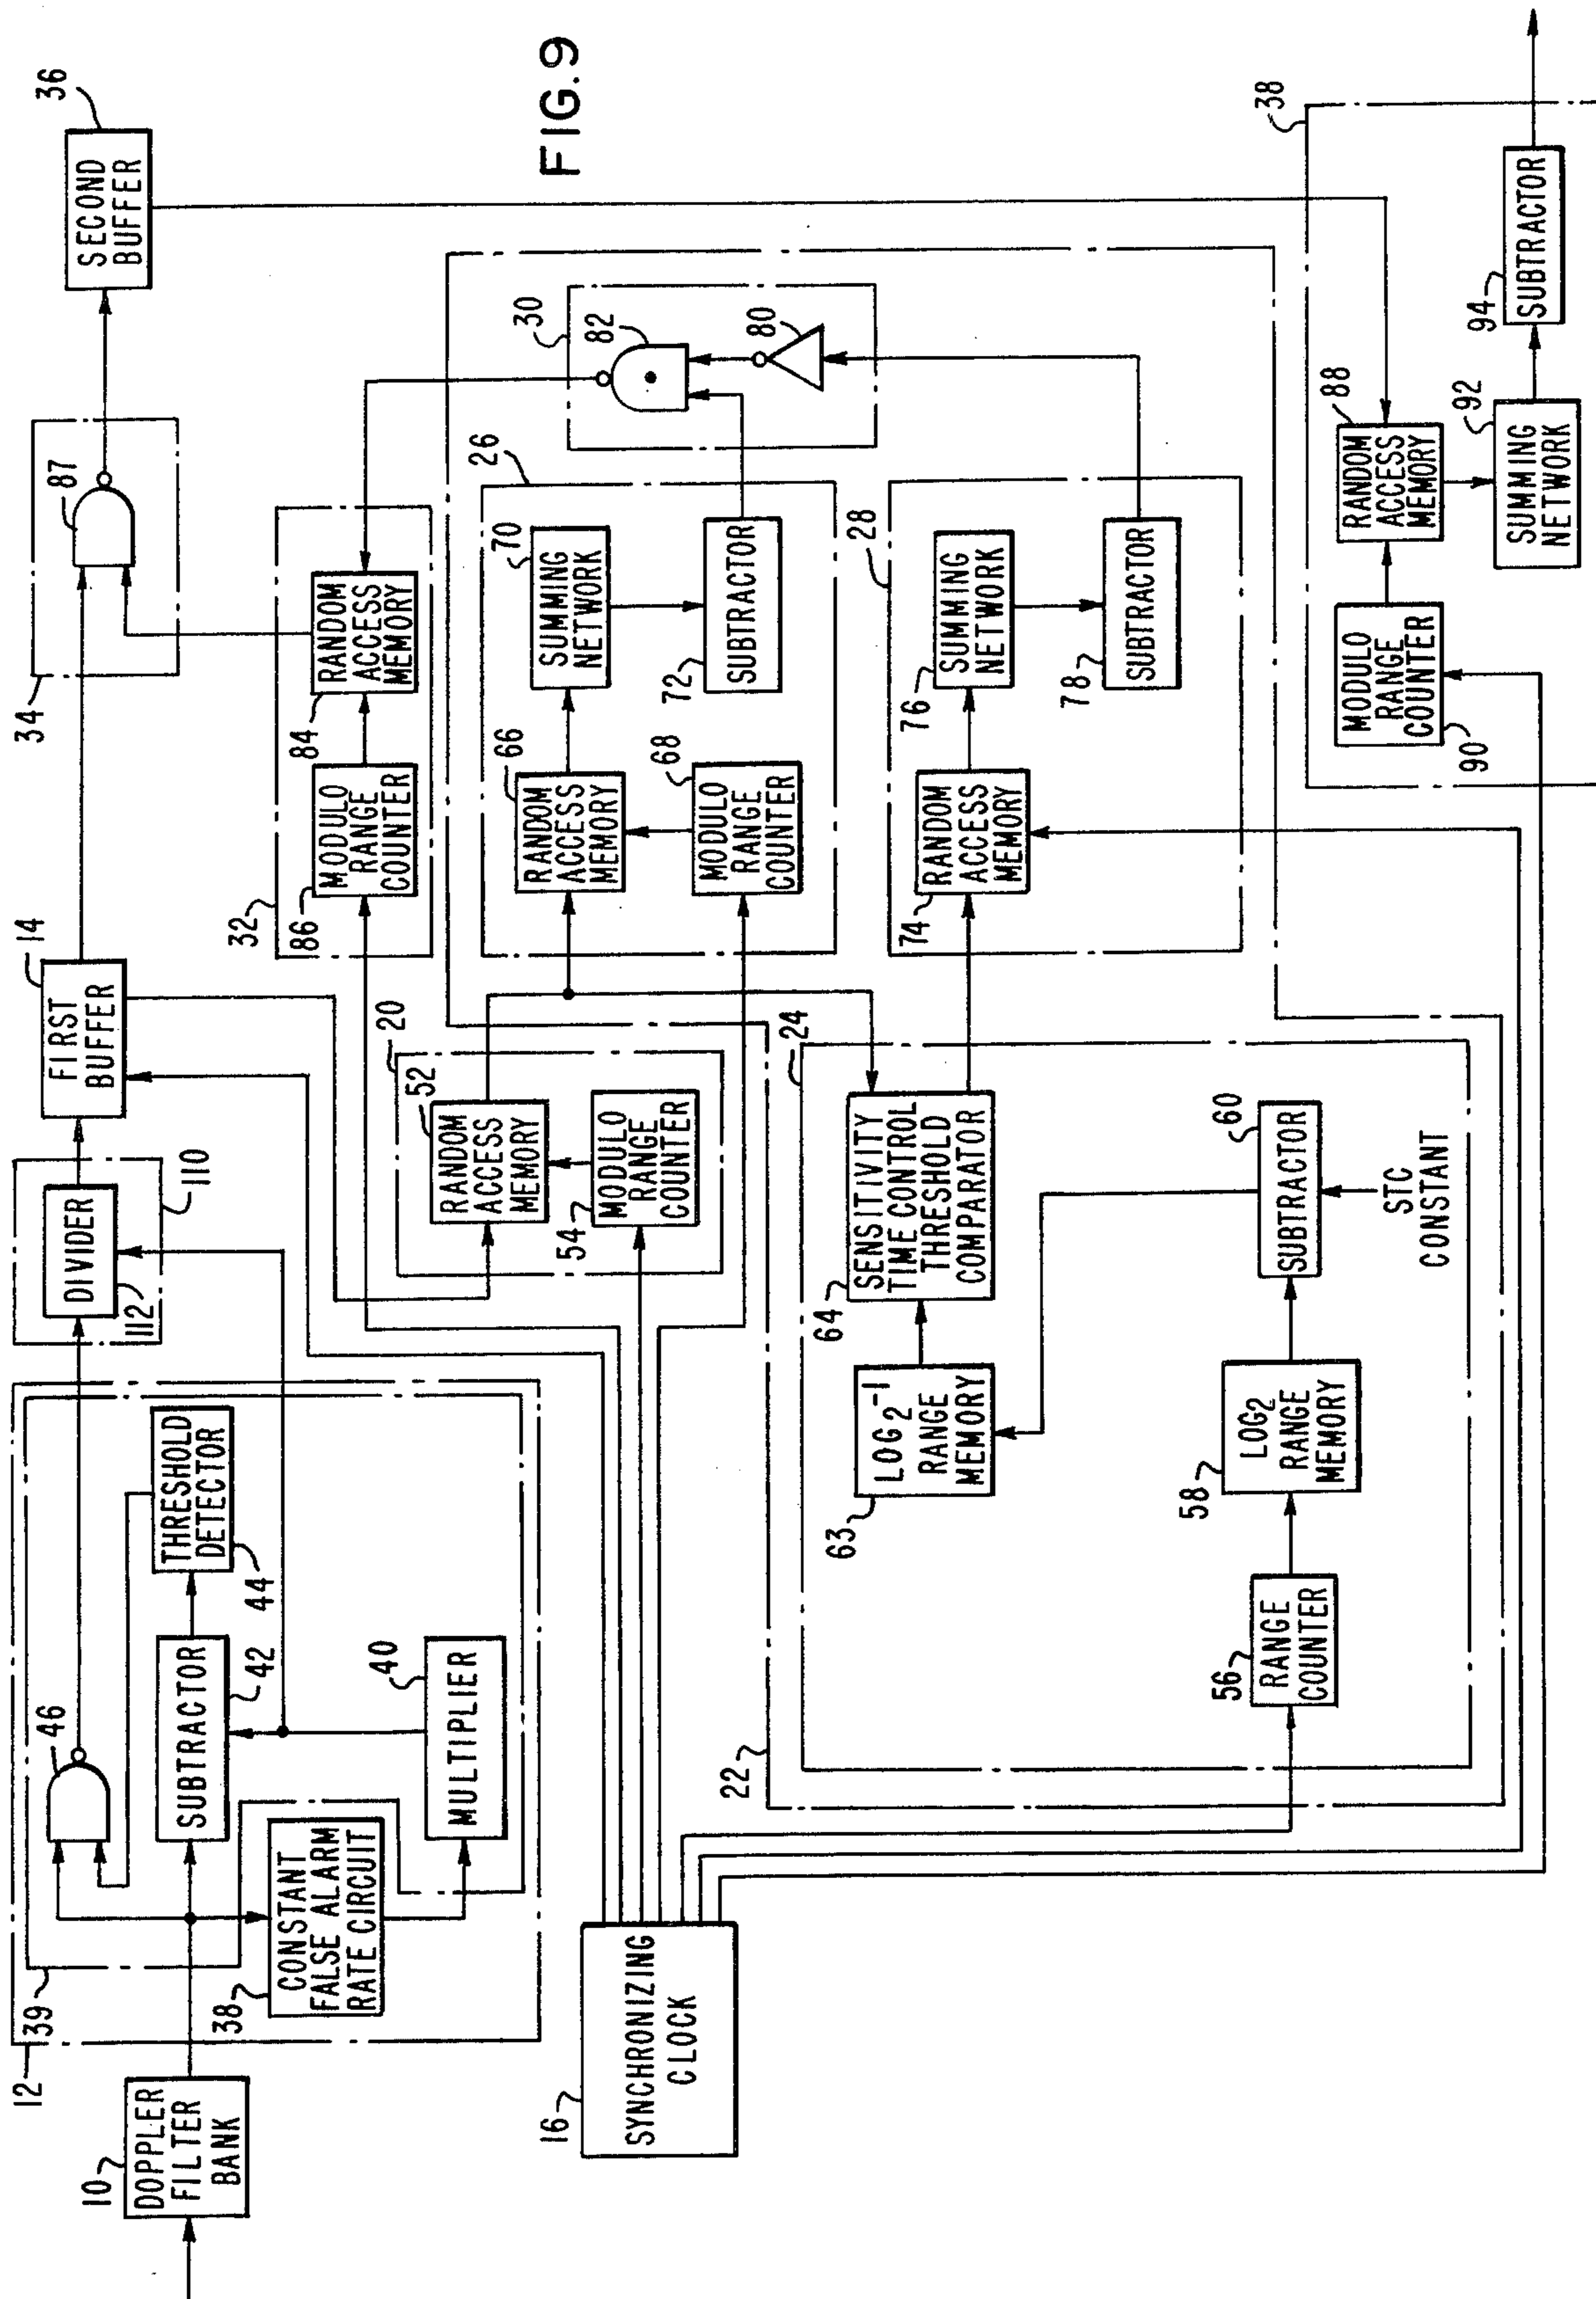 FIG.9
10
DOPPLER
FILTER
BANK
12
39
46
SUBTRACTOR
42
THRESHOLD
DETECTOR
44
38
CONSTANT
FALSE ALARM
RATE CIRCUIT
40
MULTIPLIER
110
DIVIDER
112
14
FIRST
BUFFER
34
87
36
SECOND
BUFFER
16
SYNCHRONIZING
CLOCK
20
52
RANDOM
ACCESS
MEMORY
54
MODULO
RANGE
COUNTER
32
86
MODULO
RANGE
COUNTER
84
RANDOM
ACCESS
MEMORY
26
66
RANDOM
ACCESS
MEMORY
68
MODULO
RANGE
COUNTER
70
SUMMING
NETWORK
72
SUBTRACTOR
30
82
80
22
24
63
LOG2-1
RANGE
MEMORY
64
SENSITIVITY
TIME CONTROL
THRESHOLD
COMPARATOR
56
RANGE
COUNTER
58
LOG2
RANGE
MEMORY
60
SUBTRACTOR
STC
CONSTANT
28
74
RANDOM
ACCESS
MEMORY
76
SUMMING
NETWORK
78
SUBTRACTOR
38
90
MODULO
RANGE
COUNTER
88
RANDOM
ACCESS
MEMORY
92
SUMMING
NETWORK
94
SUBTRACTOR